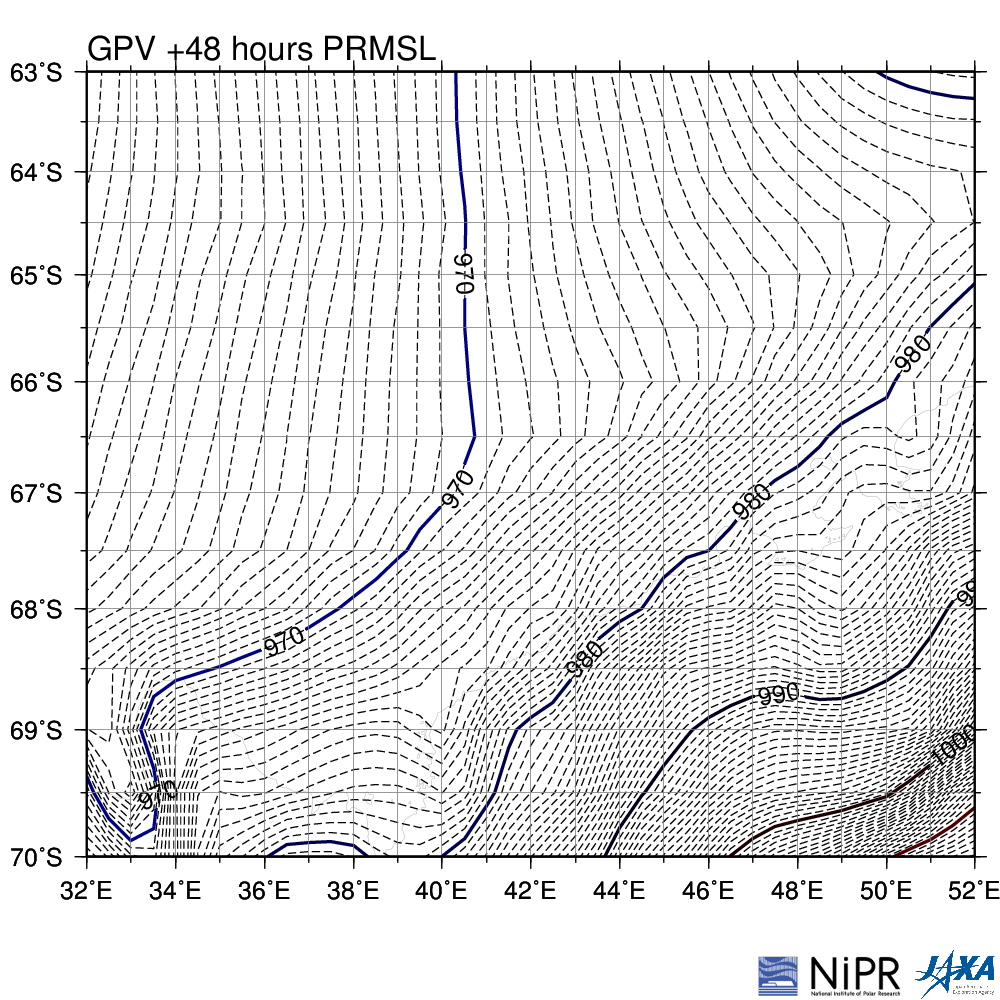 GPV +48 hours PRMSL
63˚S
64˚S
970
65˚S
980
66˚S
970
67˚S
980
68˚S
970
980
990
69˚S
1000
970
70˚S
32˚E 34˚E 36˚E 38˚E 40˚E 42˚E 44˚E 46˚E 48˚E 50˚E 52˚E
NiPR
National Institute of Polar Research
JAXA